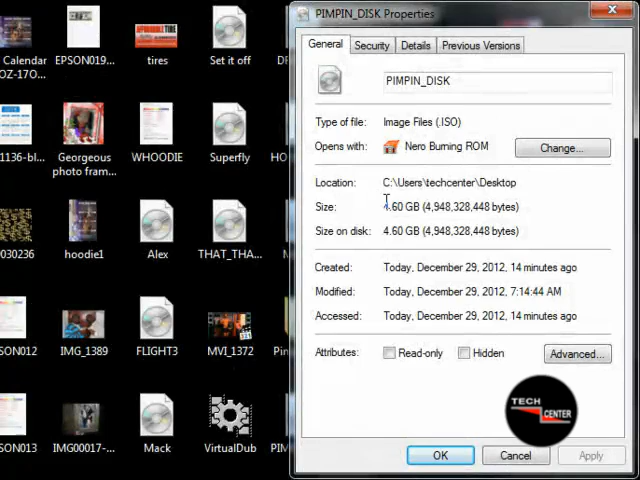 PIMPIN_DISK Properties
General
Security
Details
Previous Versions
PIMPIN_DISK
Type of file: Image Files (.ISO)
Opens with: Nero Burning ROM
Change...
Location: C:\Users\techcenter\Desktop
Size: 4.60 GB (4,948,328,448 bytes)
Size on disk: 4.60 GB (4,948,328,448 bytes)
Created: Today, December 29, 2012, 14 minutes ago
Modified: Today, December 29, 2012, 7:14:44 AM
Accessed: Today, December 29, 2012, 14 minutes ago
Attributes: Read-only Hidden
Advanced...
TECH
CENTER
OK
Cancel
Apply
Calendar
OZ-17O...
EPSON019...
tires
Set it off
1136-bl...
Georgeous
photo fram...
WHOODIE
Superfly
030236
hoodie1
Alex
THAT_THA...
SON012
IMG_1389
FLIGHT3
MVI_1372
SON013
IMG00017-...
Mack
VirtualDub